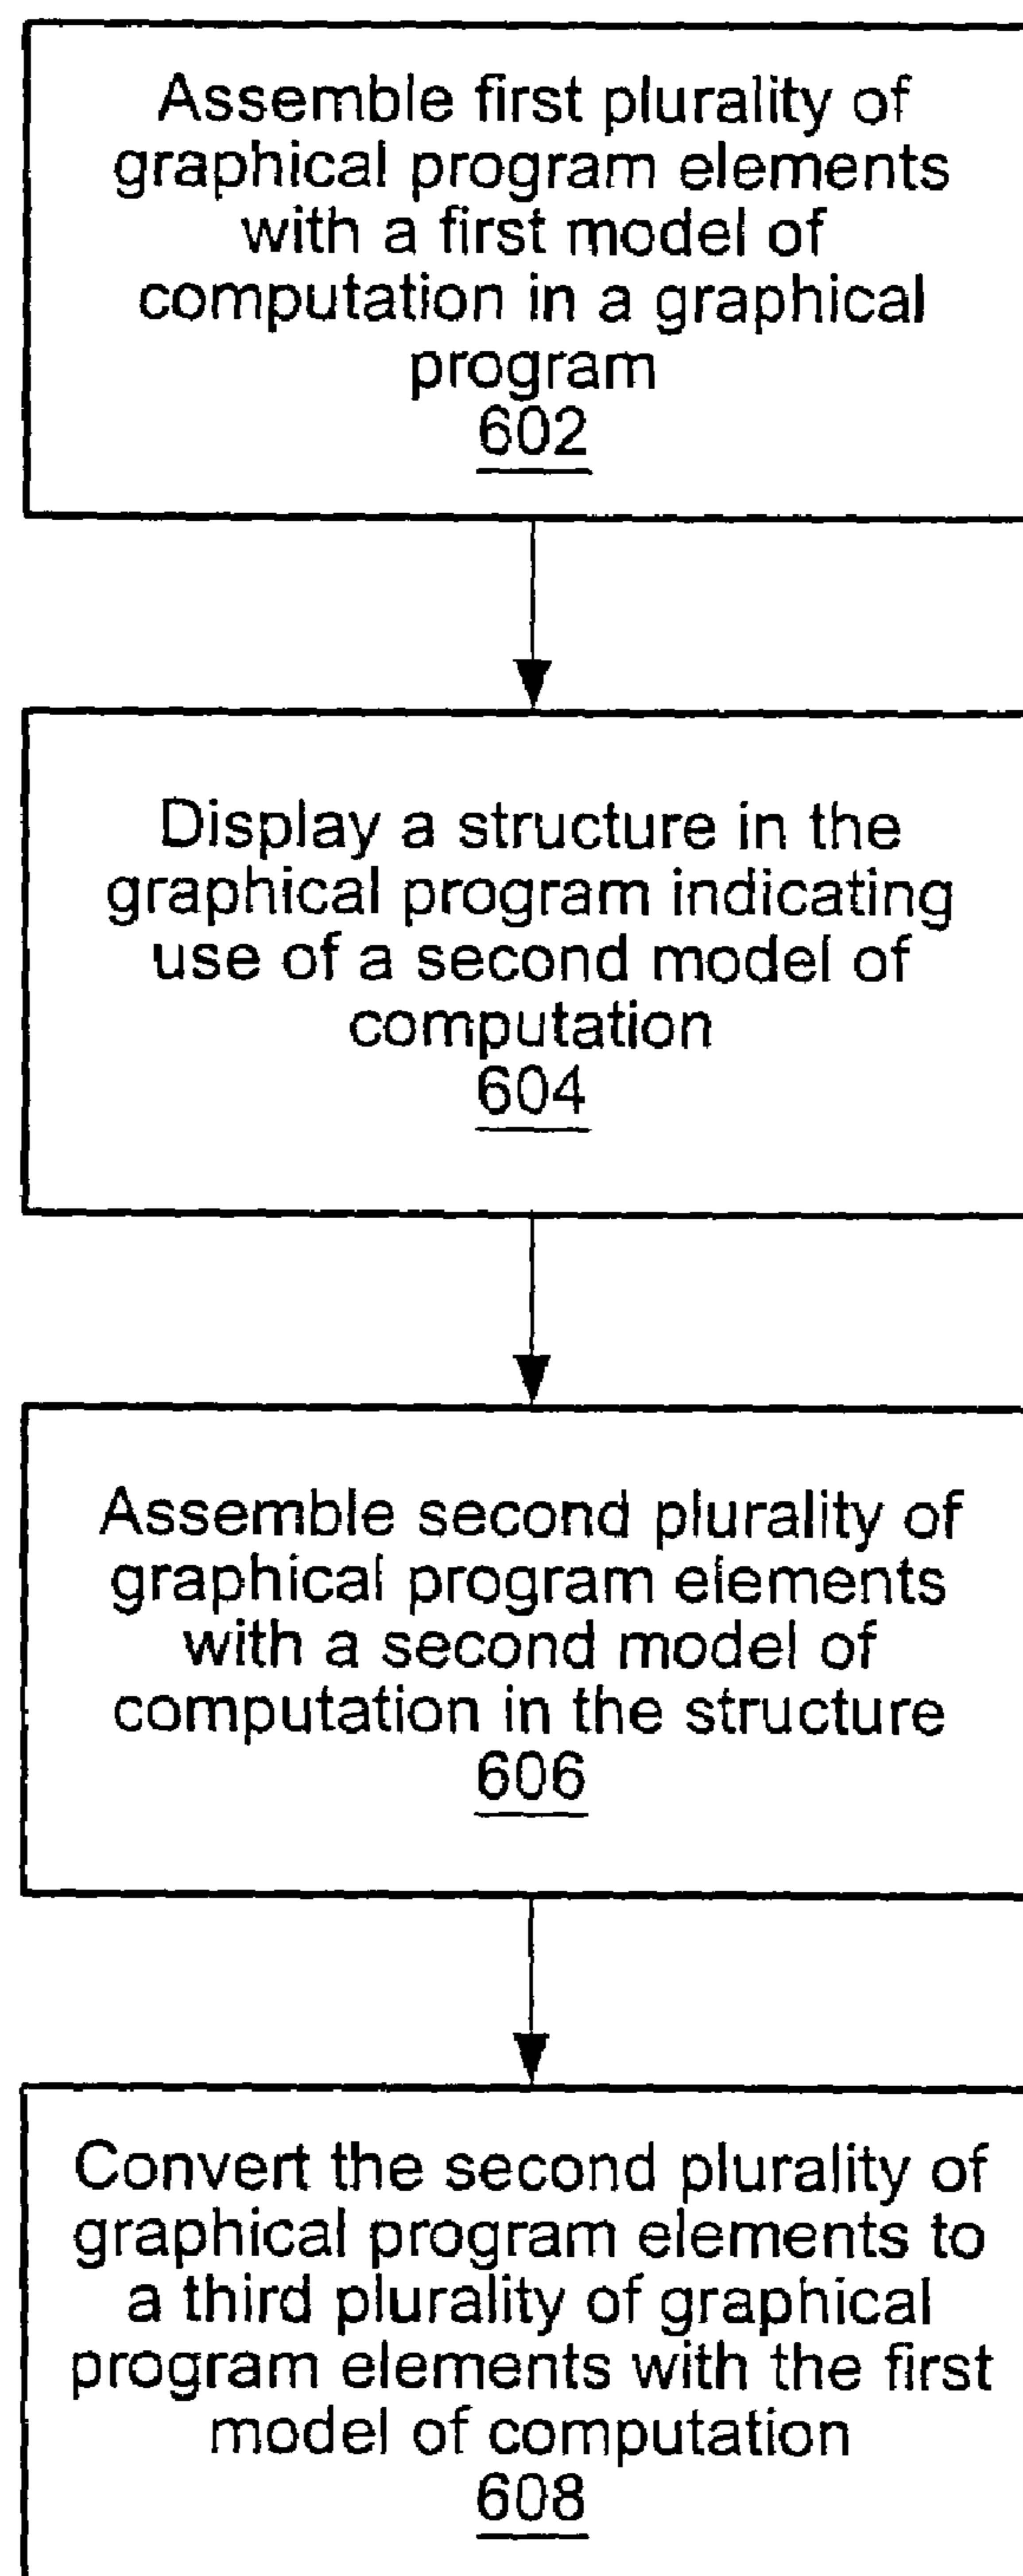 Assemble first plurality of
graphical program elements
with a first model of
computation in a graphical
program
602
Display a structure in the
graphical program indicating
use of a second model of
computation
604
Assemble second plurality of
graphical program elements
with a second model of
computation in the structure
606
Convert the second plurality of
graphical program elements to
a third plurality of graphical
program elements with the first
model of computation
608